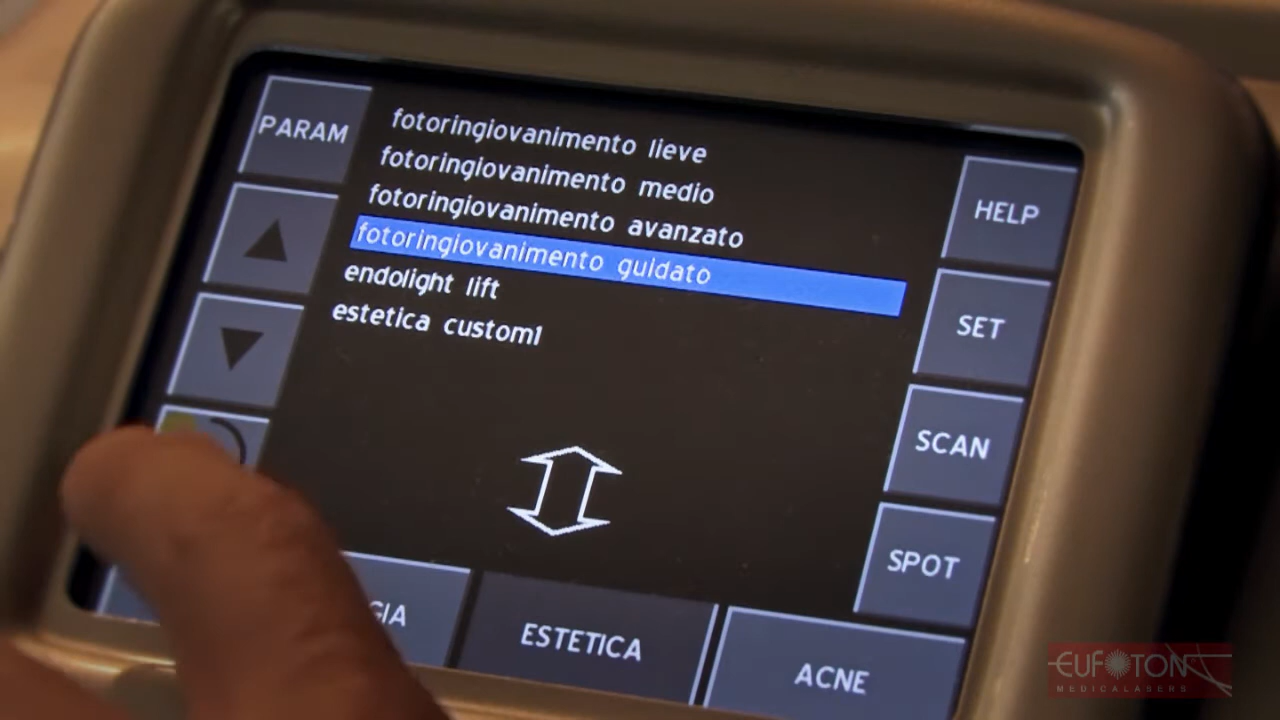 PARAM
fotoringiovanimento lieve
fotoringiovanimento medio
fotoringiovanimento avanzato
fotoringiovanimento guidato
endolight lift
estetica custom1
HELP
SET
SCAN
SPOT
ESTETICA
ACNE
EUFOTON
MEDICALASERS